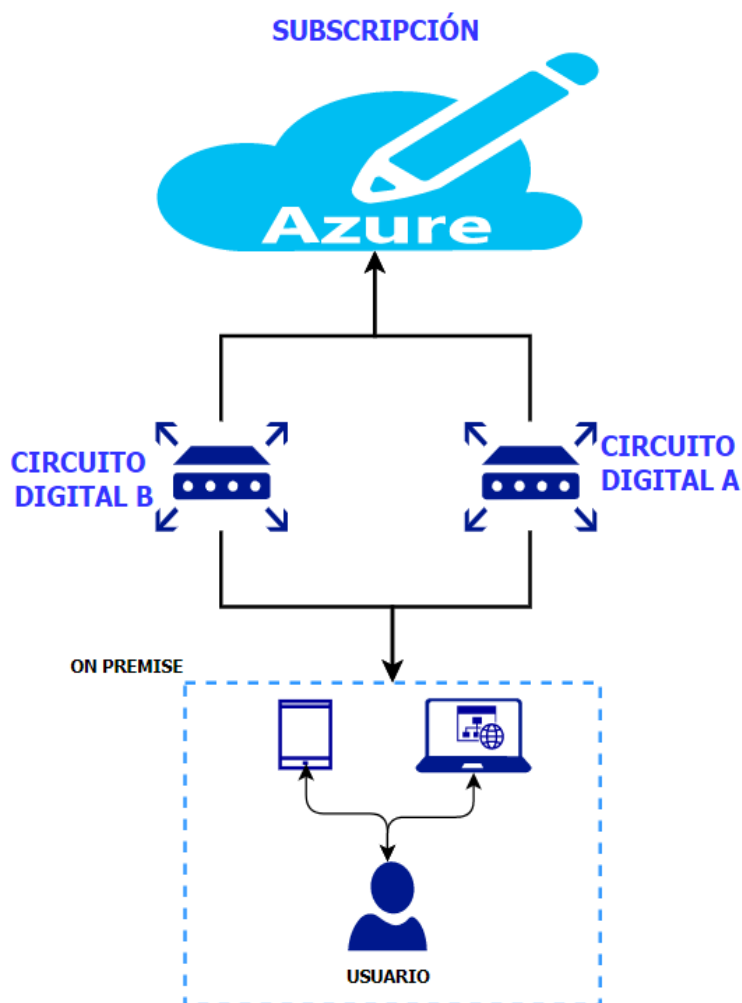 SUBSCRIPCIÓN
Azure
CIRCUITO
DIGITAL B
CIRCUITO
DIGITAL A
ON PREMISE
USUARIO